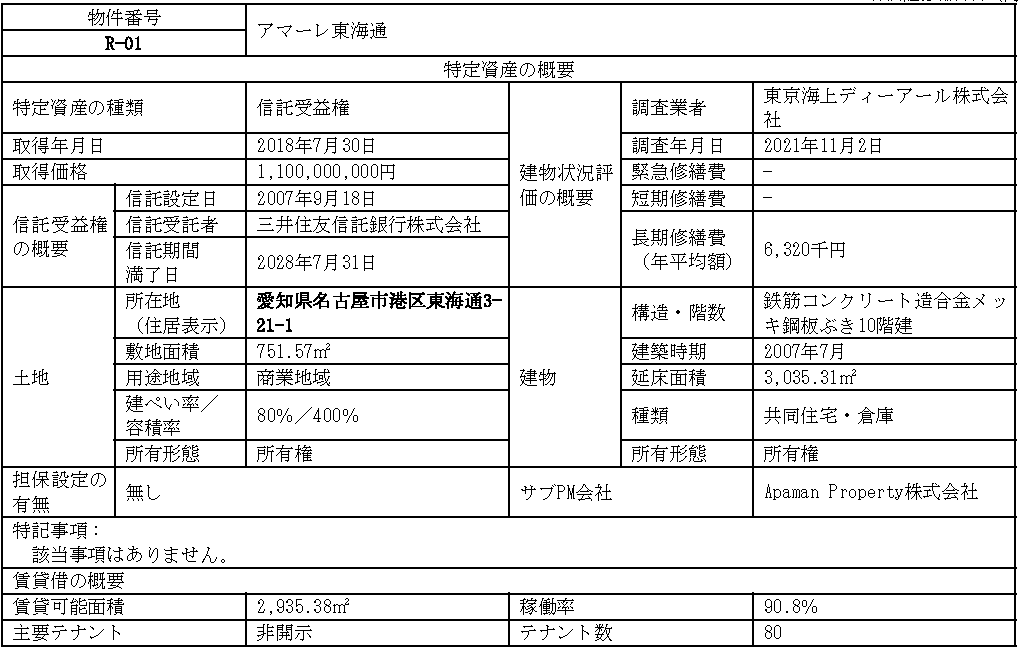 物件番号
R-01
アマーレ東海通
特定資産の概要
特定資産の種類
信託受益権
取得年月日
2018年7月30日
取得価格
1,100,000,000円
信託受益権
の概要
信託設定日
2007年9月18日
信託受託者
三井住友信託銀行株式会社
信託期間
満了日
2028年7月31日
建物状況評
価の概要
調査業者
東京海上ディーアール株式会
社
調査年月日
2021年11月2日
緊急修繕費
-
短期修繕費
-
長期修繕費
（年平均額）
6,320千円
土地
所在地
（住居表示）
愛知県名古屋市港区東海通3-
21-1
敷地面積
751.57㎡
用途地域
商業地域
建ぺい率／
容積率
80%／400%
所有形態
所有権
建物
構造・階数
鉄筋コンクリート造合金メッ
キ鋼板ぶき10階建
建築時期
2007年7月
延床面積
3,035.31㎡
種類
共同住宅・倉庫
所有形態
所有権
担保設定の
有無
無し
サブPM会社
Apaman Property株式会社
特記事項：
該当事項はありません。
賃貸借の概要
賃貸可能面積
2,935.38㎡
稼働率
90.8%
主要テナント
非開示
テナント数
80